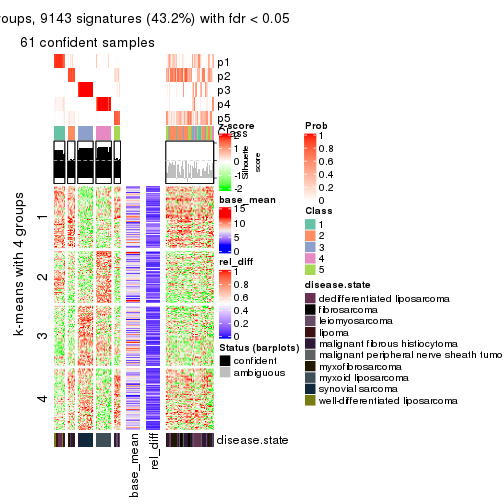 roups, 9143 signatures (43.2%) with fdr < 0.05
61 confident samples
p1
p2
p3
p4
p5
Class
z-score
2
1
0
-1
-2
Silhouette score
base_mean
15
10
5
0
rel_diff
1
0.8
0.6
0.4
0.2
0
Status (barplots)
confident
ambiguous
Prob
1
0.8
0.6
0.4
0.2
0
Class
1
2
3
4
5
disease.state
dedifferentiated liposarcoma
fibrosarcoma
leiomyosarcoma
lipoma
malignant fibrous histiocytoma
malignant peripheral nerve sheath tumo
myxofibrosarcoma
myxoid liposarcoma
synovial sarcoma
well-differentiated liposarcoma
k-means with 4 groups
1
2
3
4
disease.state
base_mean
rel_diff